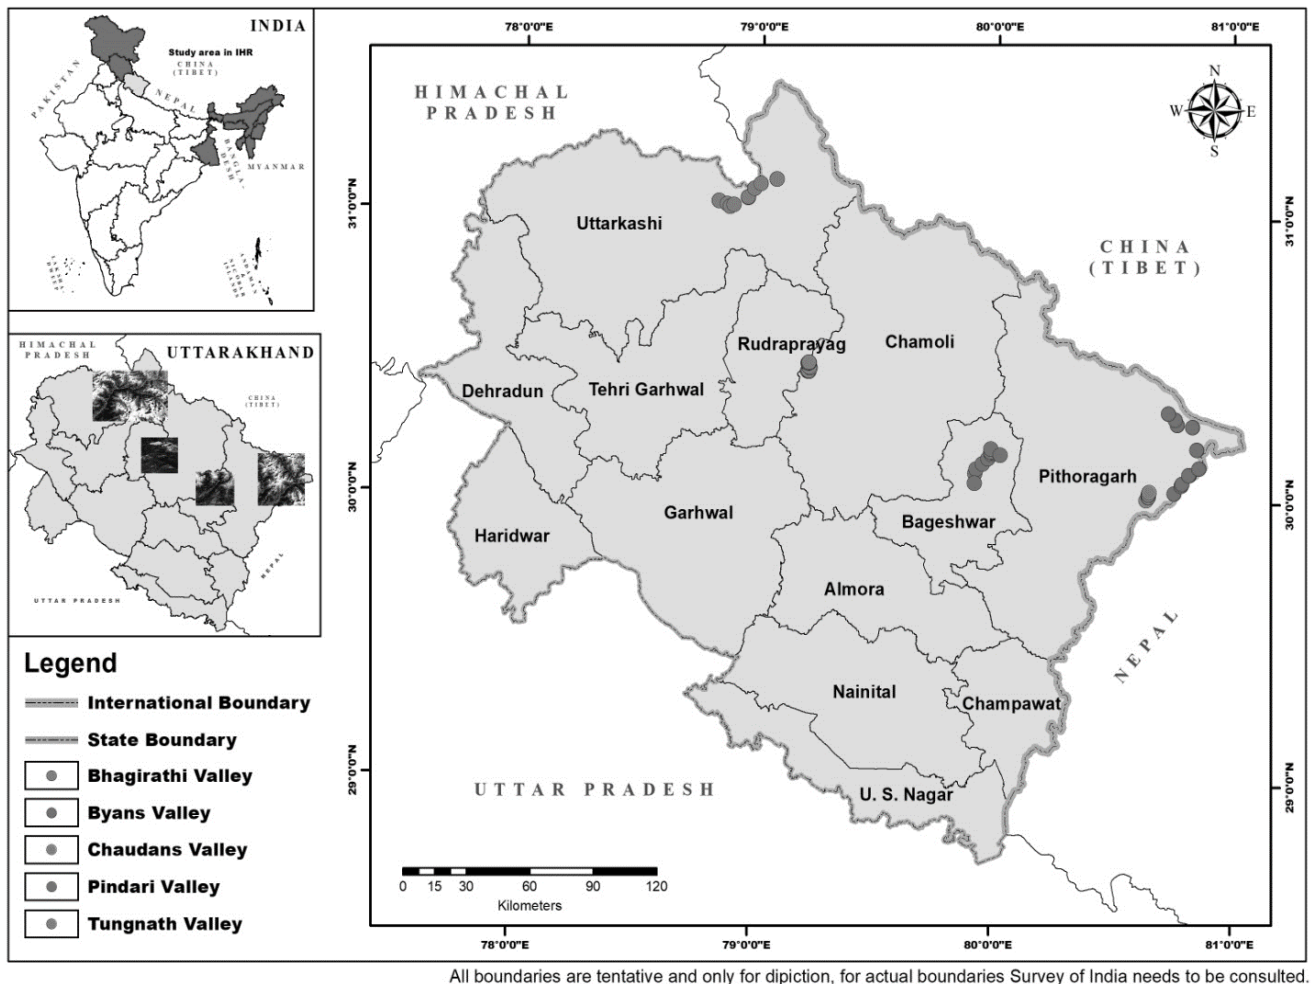 INDIA
Study area in IHR
CHINA
(TIBET)
PAKISTAN
NEPAL
BANGLA-
DESH
MYANMAR
HIMACHAL
PRADESH
UTTARAKHAND
CHINA
(TIBET)
NEPAL
UTTAR PRADESH
Legend
International Boundary
State Boundary
Bhagirathi Valley
Byans Valley
Chaudans Valley
Pindari Valley
Tungnath Valley
78°0'0"E 79°0'0"E 80°0'0"E 81°0'0"E
HIMACHAL
PRADESH
N
W E
S
31°0'0"N
31°0'0"N
Uttarkashi
CHINA
(TIBET)
Rudraprayag
Chamoli
Dehradun
Tehri Garhwal
Pithoragarh
30°0'0"N
30°0'0"N
Garhwal
Bageshwar
Haridwar
Almora
NEPAL
Nainital
Champawat
29°0'0"N
29°0'0"N
UTTAR PRADESH
U. S. Nagar
0 15 30 60 90 120
Kilometers
78°0'0"E 79°0'0"E 80°0'0"E 81°0'0"E
All boundaries are tentative and only for dipiction, for actual boundaries Survey of India needs to be consulted.